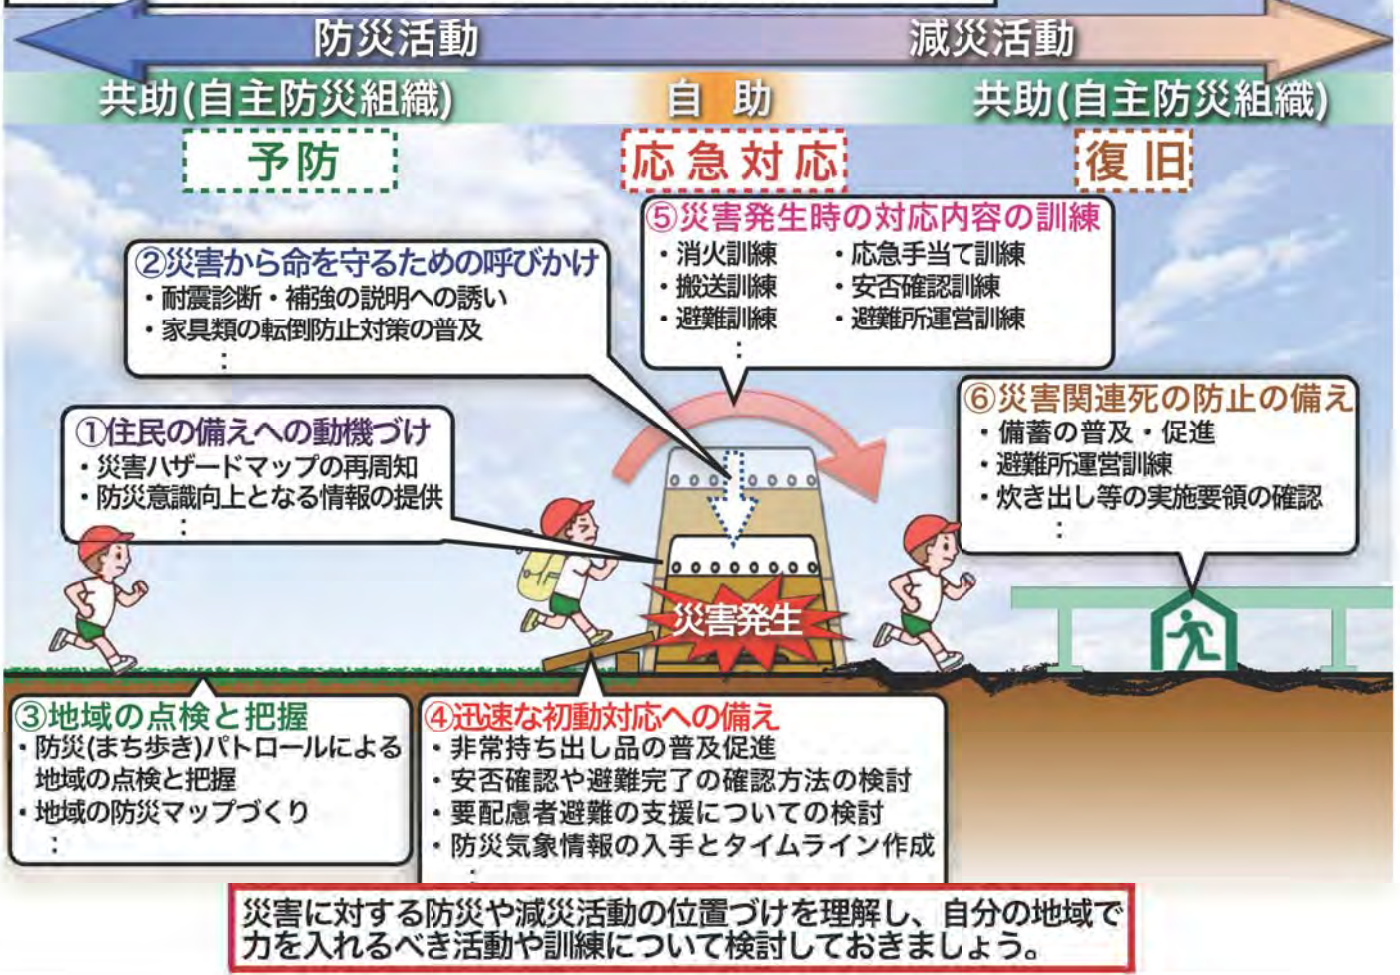 防災活動
減災活動
共助(自主防災組織)
自助
共助(自主防災組織)
予防
応急対応
復旧
⑤災害発生時の対応内容の訓練
・消火訓練 ・応急手当て訓練
・搬送訓練 ・安否確認訓練
・避難訓練 ・避難所運営訓練
：
②災害から命を守るための呼びかけ
・耐震診断・補強の説明への誘い
・家具類の転倒防止対策の普及
：
①住民の備えへの動機づけ
・災害ハザードマップの再周知
・防災意識向上となる情報の提供
：
⑥災害関連死の防止の備え
・備蓄の普及・促進
・避難所運営訓練
・炊き出し等の実施要領の確認
：
災害発生
③地域の点検と把握
・防災(まち歩き)パトロールによる
地域の点検と把握
・地域の防災マップづくり
：
④迅速な初動対応への備え
・非常持ち出し品の普及促進
・安否確認や避難完了の確認方法の検討
・要配慮者避難の支援についての検討
・防災気象情報の入手とタイムライン作成
：
災害に対する防災や減災活動の位置づけを理解し、自分の地域で
力を入れるべき活動や訓練について検討しておきましょう。